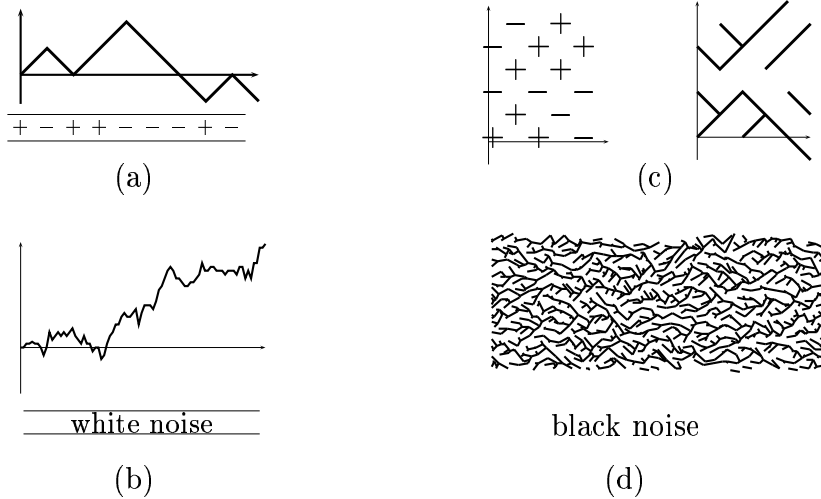 + − + + − − − + −
(a)
− +
− + +
+ +
− − −
+ −
+ + −
(c)
white noise
(b)
black noise
(d)